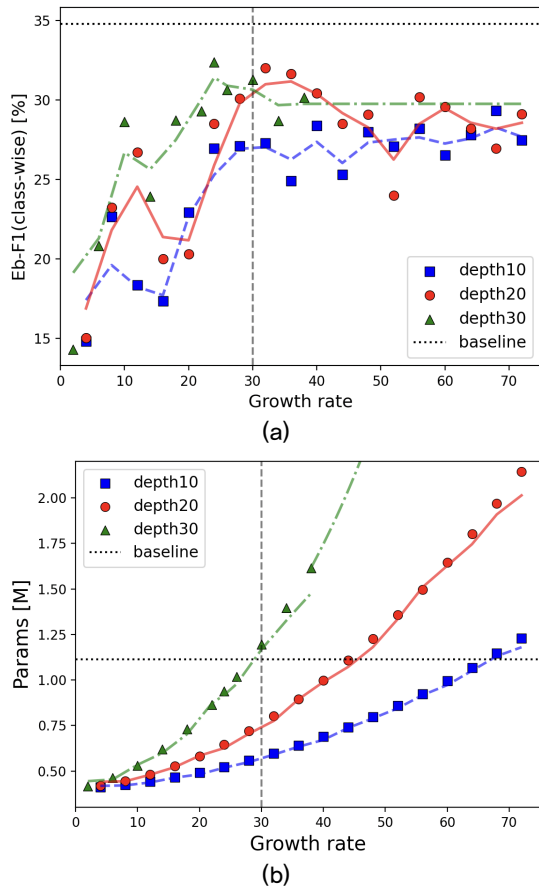 35
30
25
20
15
Eb-F1(class-wise) [%]
depth10
depth20
depth30
baseline
0 10 20 30 40 50 60 70
Growth rate
(a)
2.00
1.75
1.50
1.25
1.00
0.75
0.50
Params [M]
depth10
depth20
depth30
baseline
0 10 20 30 40 50 60 70
Growth rate
(b)